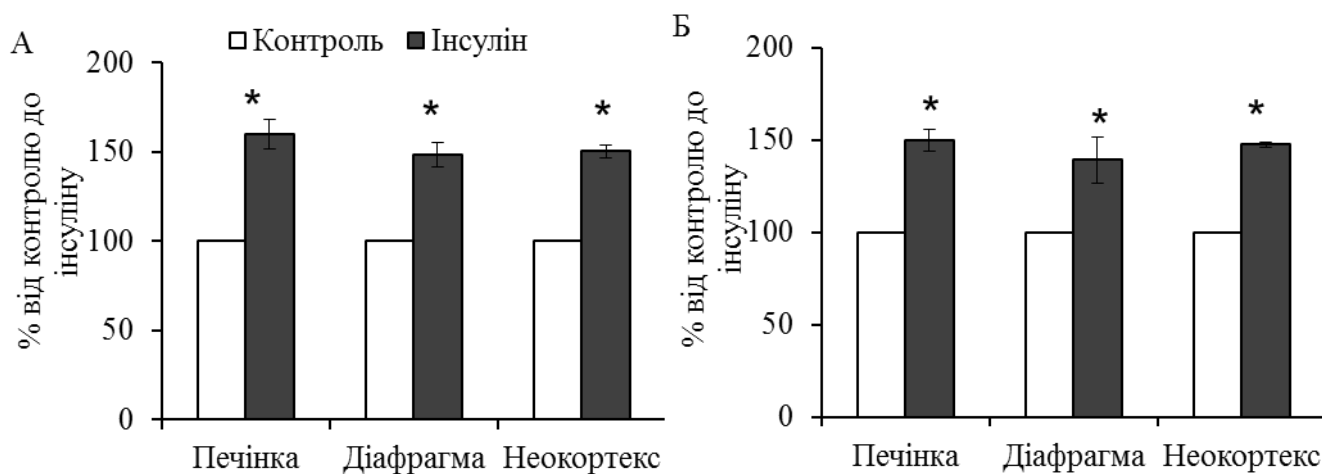 А
Контроль Інсулін
% від контролю до
інсуліну
200
150
100
50
0
* * *
Печінка Діафрагма Неокортекс
Б
% від контролю до
інсуліну
200
150
100
50
0
* * *
Печінка Діафрагма Неокортекс